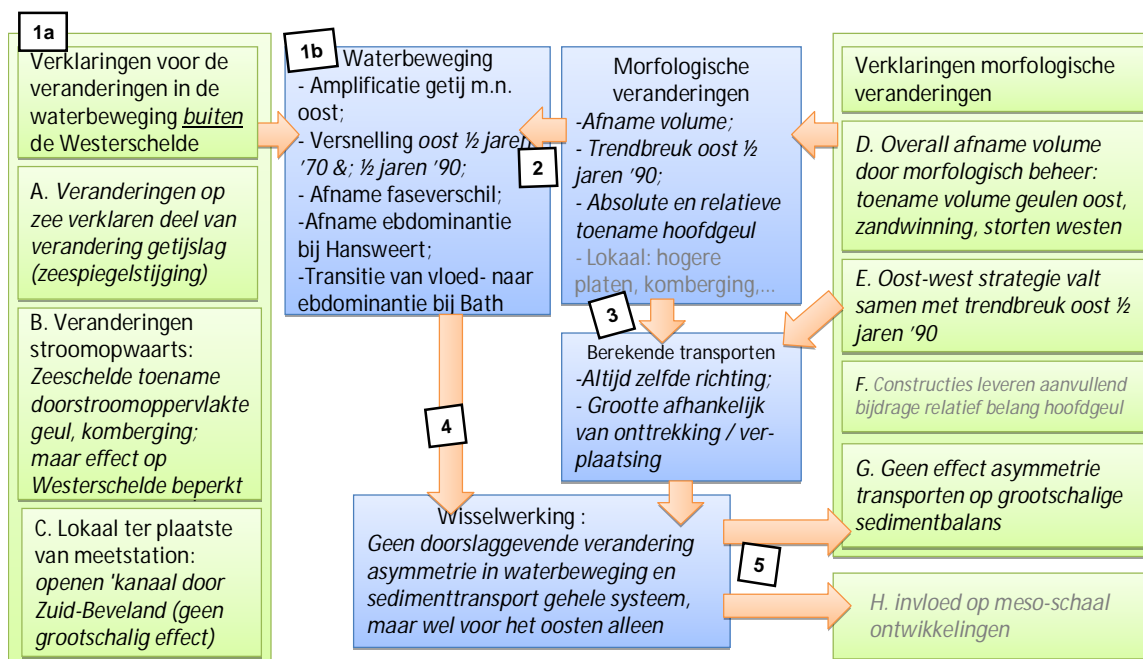 1a
Verklaringen voor de
veranderingen in de
waterbeweging buiten
de Westerschelde
A. Veranderingen op
zee verklaren deel van
verandering getijslag
(zeespiegelstijging)
B. Veranderingen
stroomopwaarts:
Zeeschelde toename
doorstroomoppervlakte
geul, komberging;
maar effect op
Westerschelde beperkt
C. Lokaal ter plaatse
van meetstation:
openen 'kanaal door
Zuid-Beveland (geen
grootschalig effect)
1b
Waterbeweging
- Amplificatie getij m.n.
oost;
- Versnelling oost ½ jaren
'70 &; ½ jaren '90;
- Afname faseverschil;
-Afname ebdominantie
bij Hansweert;
-Transitie van vloed- naar
ebdominantie bij Bath
2
Morfologische
veranderingen
-Afname volume;
- Trendbreuk oost ½
jaren '90;
- Absolute en relatieve
toename hoofdgeul
- Lokaal: hogere
platen, komberging,...
3
Berekende transporten
-Altijd zelfde richting;
- Grootte afhankelijk
van onttrekking / ver-
plaatsing
4
Wisselwerking :
Geen doorslaggevende verandering
asymmetrie in waterbeweging en
sedimenttransport gehele systeem,
maar wel voor het oosten alleen
5
Verklaringen morfologische
veranderingen
D. Overall afname volume
door morfologisch beheer:
toename volume geulen oost,
zandwinning, storten westen
E. Oost-west strategie valt
samen met trendbreuk oost ½
jaren '90
F. Constructies leveren aanvullend
bijdrage relatief belang hoofdgeul
G. Geen effect asymmetrie
transporten op grootschalige
sedimentbalans
H. invloed op meso-schaal
ontwikkelingen